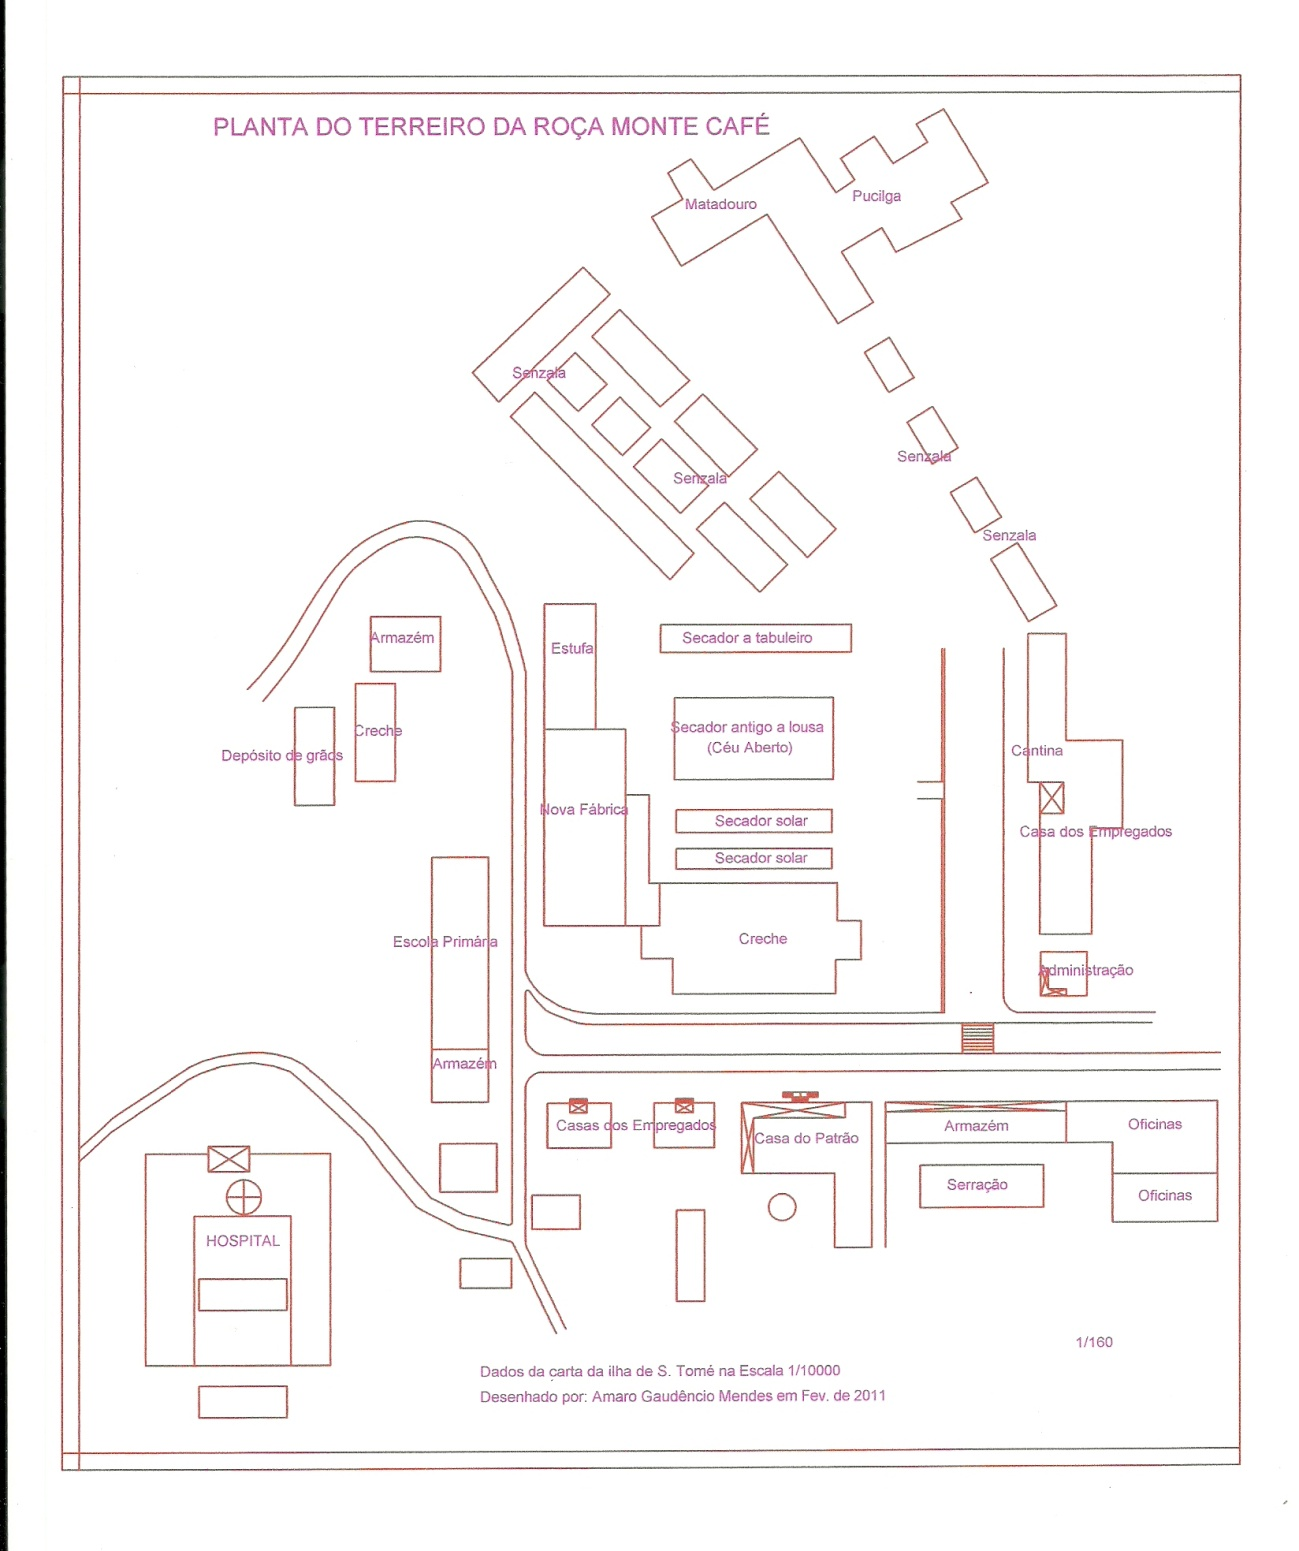 PLANTA DO TERREIRO DA ROÇA MONTE CAFÉ
Matadouro
Pucilga
Senzala
Senzala
Senzala
Senzala
Armazém
Estufa
Secador a tabuleiro
Creche
Depósito de grãos
Secador antigo a lousa
(Céu Aberto)
Cantina
Nova Fábrica
Secador solar
Casa dos Empregados
Secador solar
Escola Primária
Creche
Administração
Armazém
Casas dos Empregados
Casa do Patrão
Armazém
Oficinas
Serração
Oficinas
HOSPITAL
1/160
Dados da carta da ilha de S. Tomé na Escala 1/10000
Desenhado por: Amaro Gaudêncio Mendes em Fev. de 2011